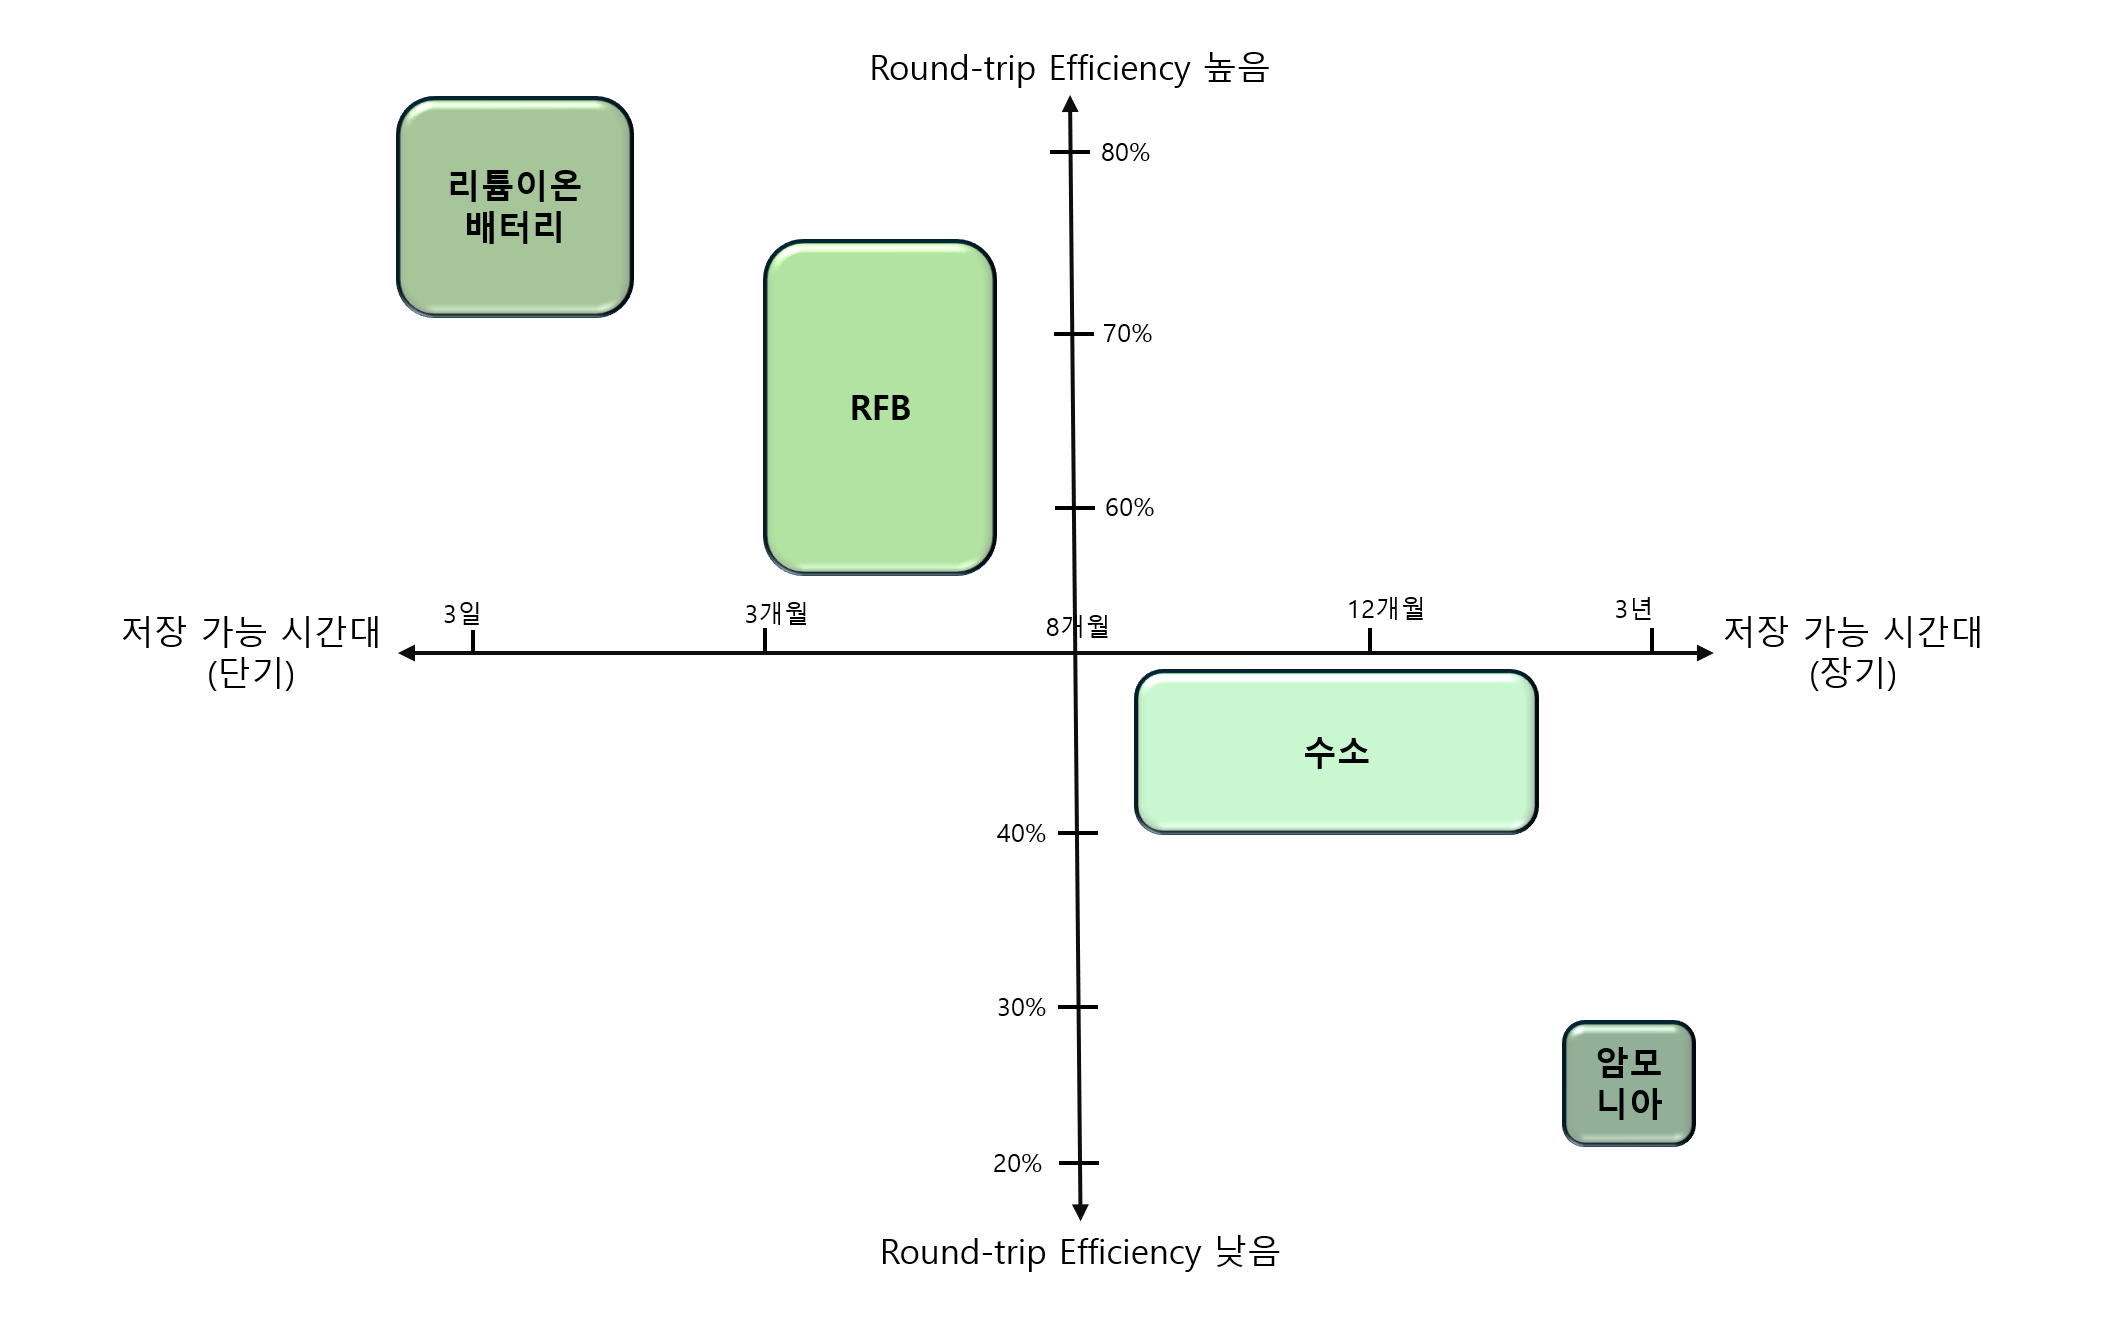 Round-trip Efficiency 높음
80%
리튬이온
배터리
70%
RFB
60%
3일
3개월
8개월
12개월
3년
저장 가능 시간대
(단기)
저장 가능 시간대
(장기)
수소
40%
30%
암모
니아
20%
Round-trip Efficiency 낮음